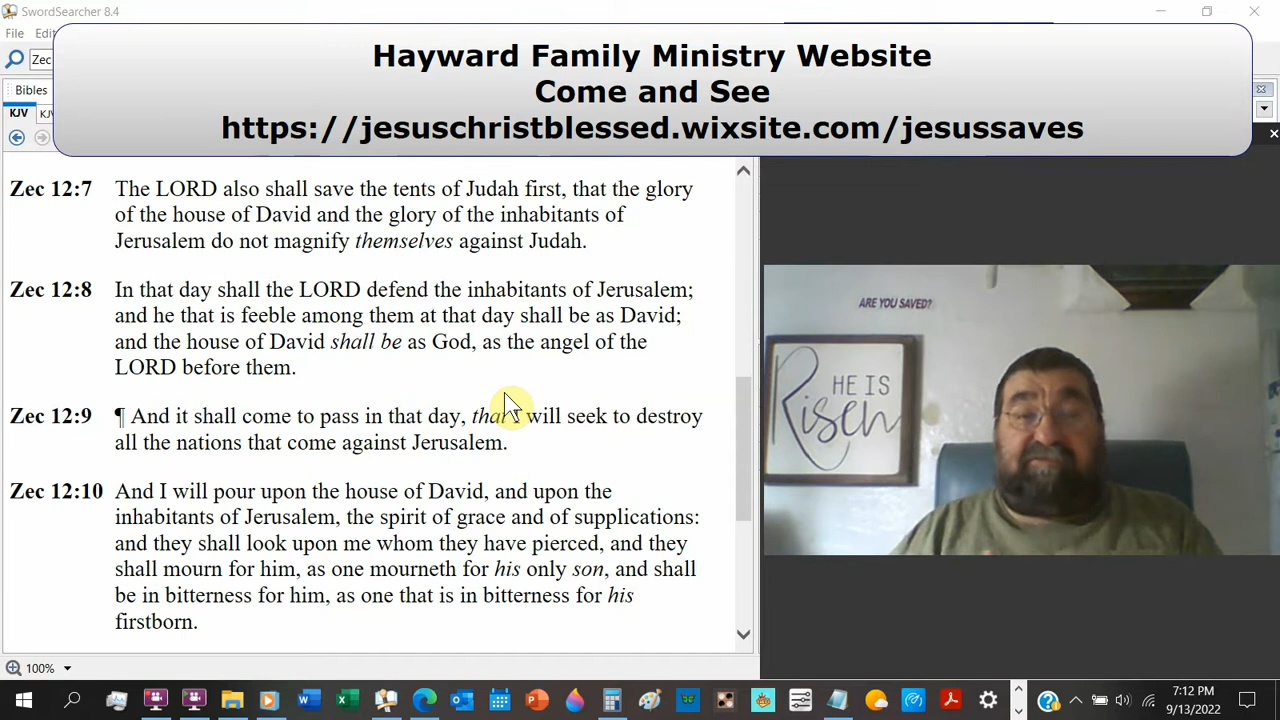 SwordSearcher 8.4
File
Hayward Family Ministry Website
Come and See
https://jesuschristblessed.wixsite.com/jesussaves
Zec
Bibles
KJV
Zec 12:7 The LORD also shall save the tents of Judah first, that the glory
of the house of David and the glory of the inhabitants of
Jerusalem do not magnify themselves against Judah.
Zec 12:8 In that day shall the LORD defend the inhabitants of Jerusalem;
and he that is feeble among them at that day shall be as David;
and the house of David shall be as God, as the angel of the
LORD before them.
Zec 12:9 ¶ And it shall come to pass in that day, that I will seek to destroy
all the nations that come against Jerusalem.
Zec 12:10 And I will pour upon the house of David, and upon the
inhabitants of Jerusalem, the spirit of grace and of supplications:
and they shall look upon me whom they have pierced, and they
shall mourn for him, as one mourneth for his only son, and shall
be in bitterness for him, as one that is in bitterness for his
firstborn.
ARE YOU SAVED?
HE IS
Risen
100%
7:12 PM
9/13/2022